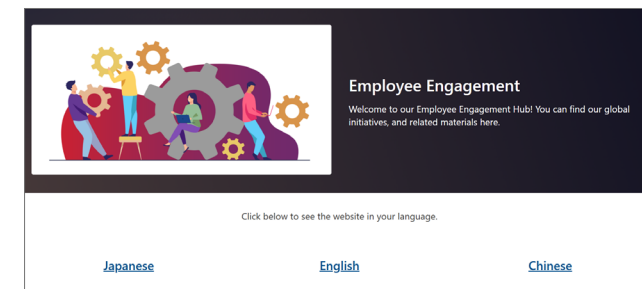 Employee Engagement
Welcome to our Employee Engagement Hub! You can find our global
initiatives, and related materials here.
Click below to see the website in your language.
Japanese
English
Chinese